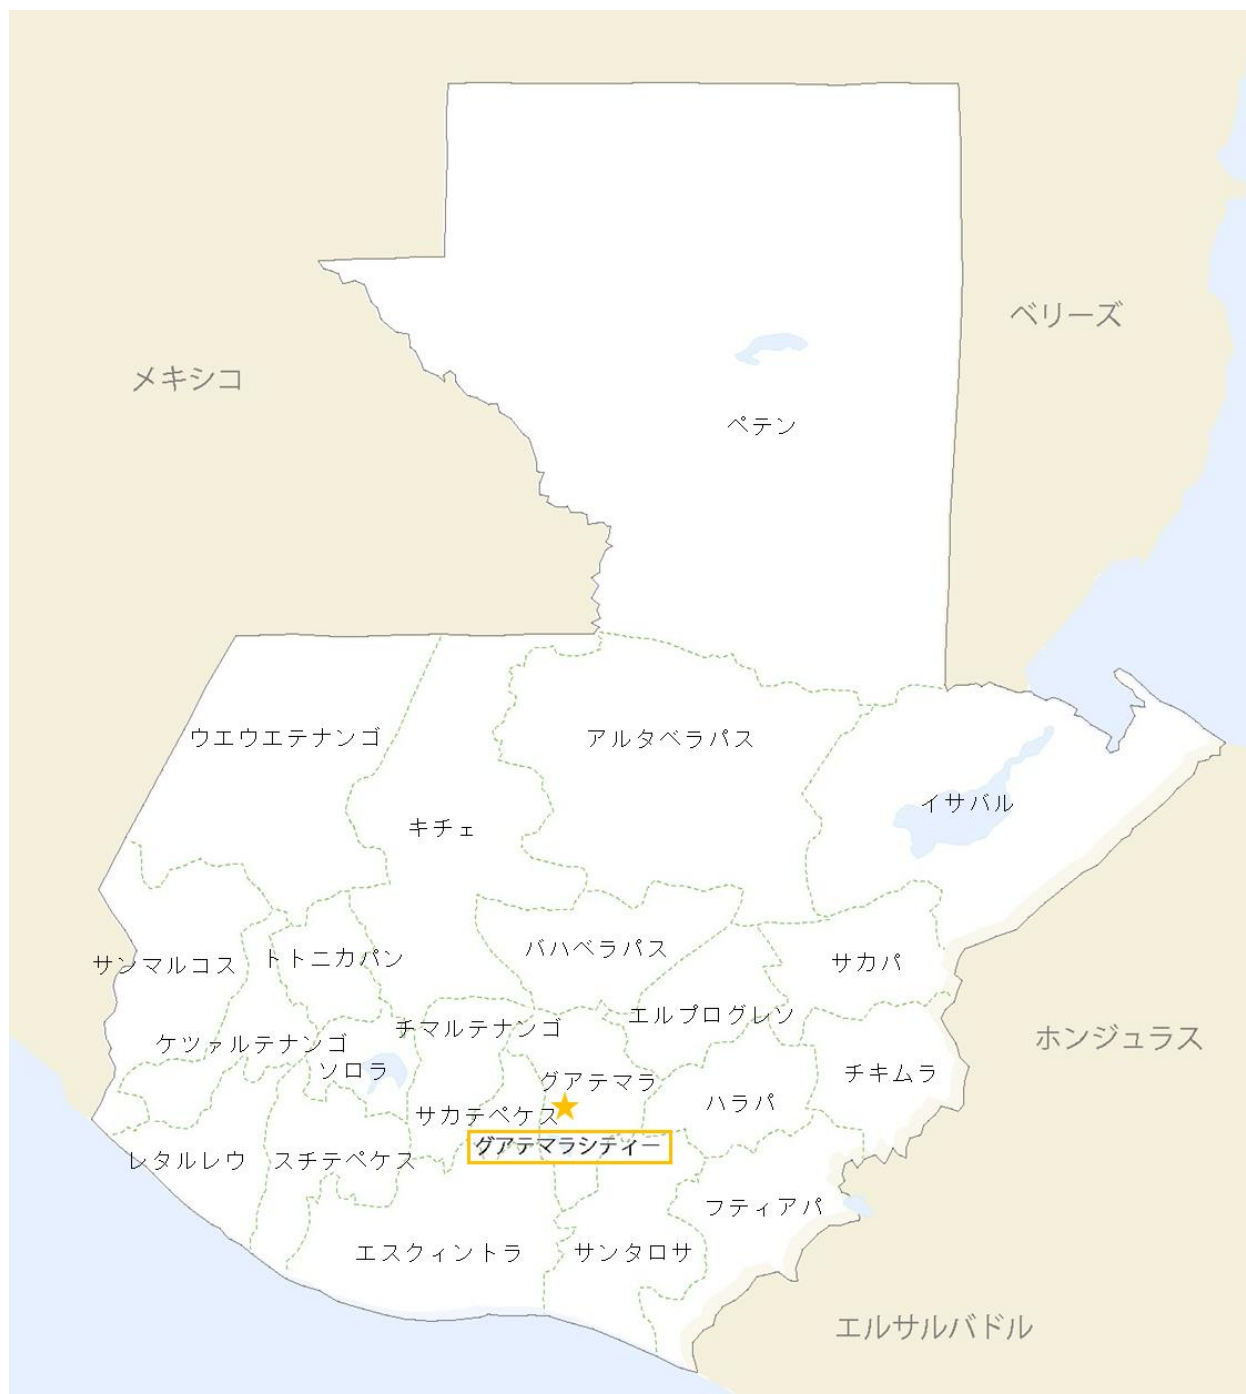 ベリーズ
メキシコ
ペテン
ウエウエテナンゴ
アルタベラパス
イサバル
キチェ
バハベラパス
サンマルコス
トトニカパン
サカパ
エルプログレソ
チマルテナンゴ
ケツァルテナンゴ
ホンジュラス
ソロラ
グアテマラ
チキムラ
ハラパ
サカテペケス
グアテマラシティー
レタルレウ
スチテペケス
フティアパ
エスクィントラ
サンタロサ
エルサルバドル